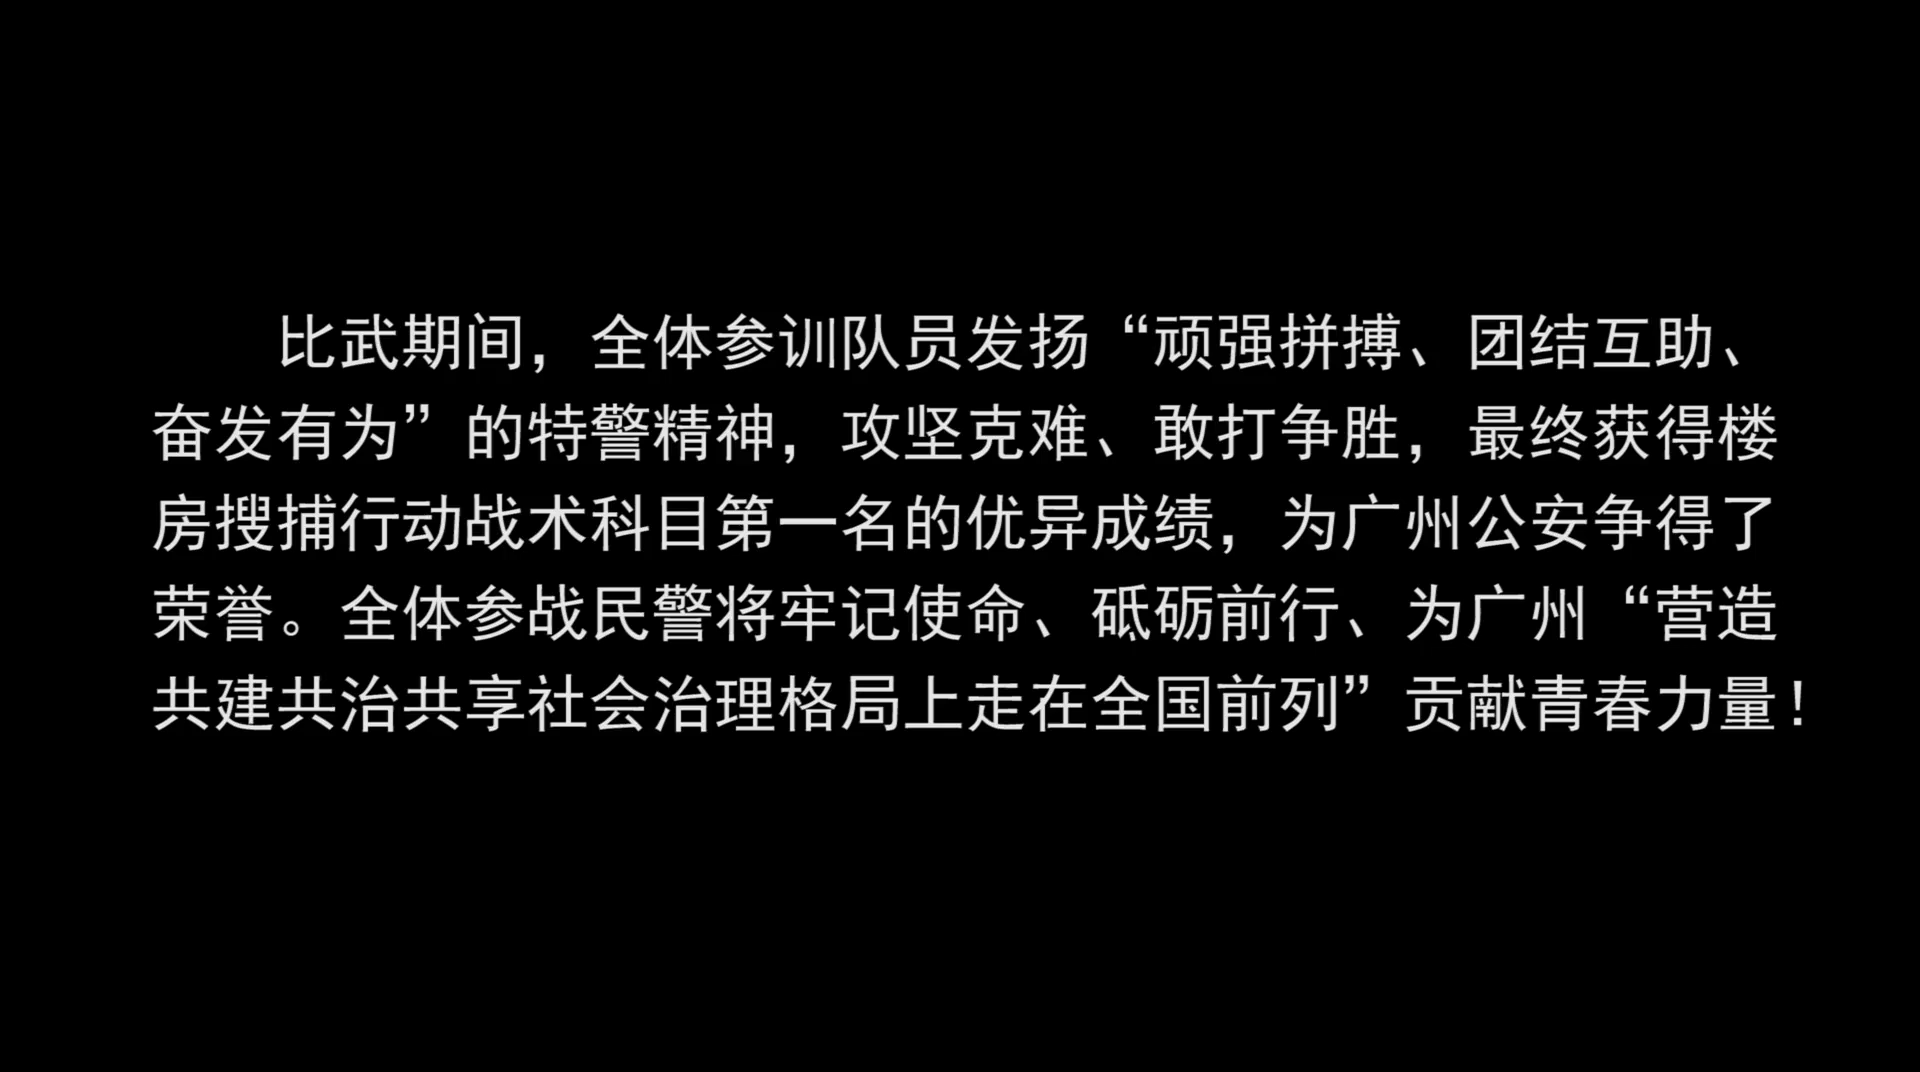 比武期间，全体参训队员发扬“顽强拼搏、团结互助、
奋发有为”的特警精神，攻坚克难、敢打争胜，最终获得楼
房搜捕行动战术科目第一名的优异成绩，为广州公安争得了
荣誉。全体参战民警将牢记使命、砥砺前行、为广州“营造
共建共治共享社会治理格局上走在全国前列”贡献青春力量！